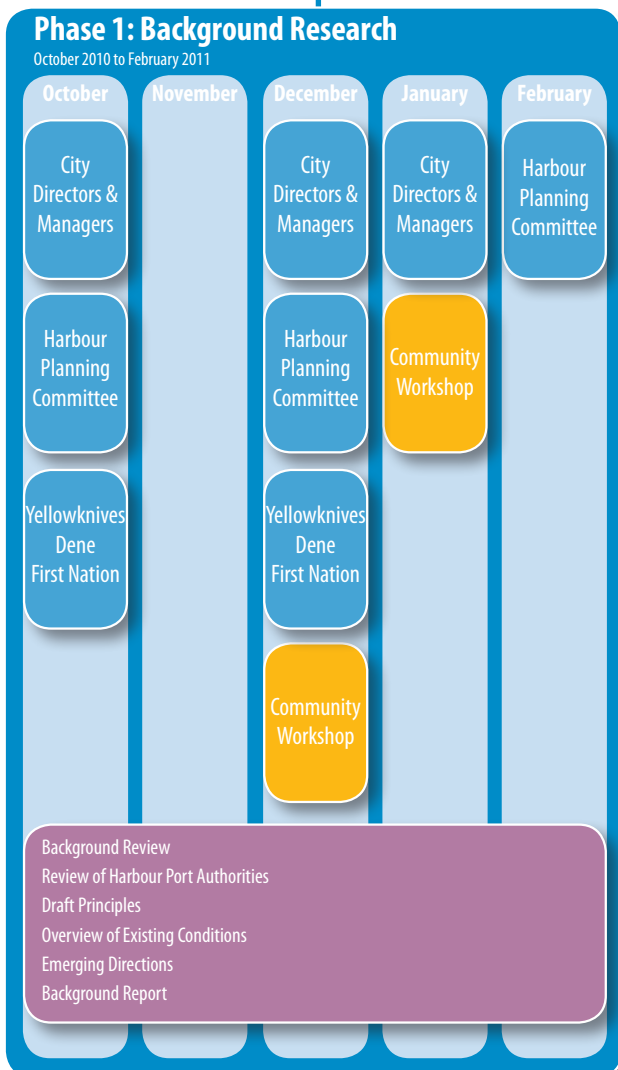 Phase 1: Background Research
October 2010 to February 2011
October
November
December
January
February
City
Directors &
Managers
Harbour
Planning
Committee
Yellowknives
Dene
First Nation
City
Directors &
Managers
Harbour
Planning
Committee
Yellowknives
Dene
First Nation
Community
Workshop
City
Directors &
Managers
Community
Workshop
Harbour
Planning
Committee
Background Review
Review of Harbour Port Authorities
Draft Principles
Overview of Existing Conditions
Emerging Directions
Background Report